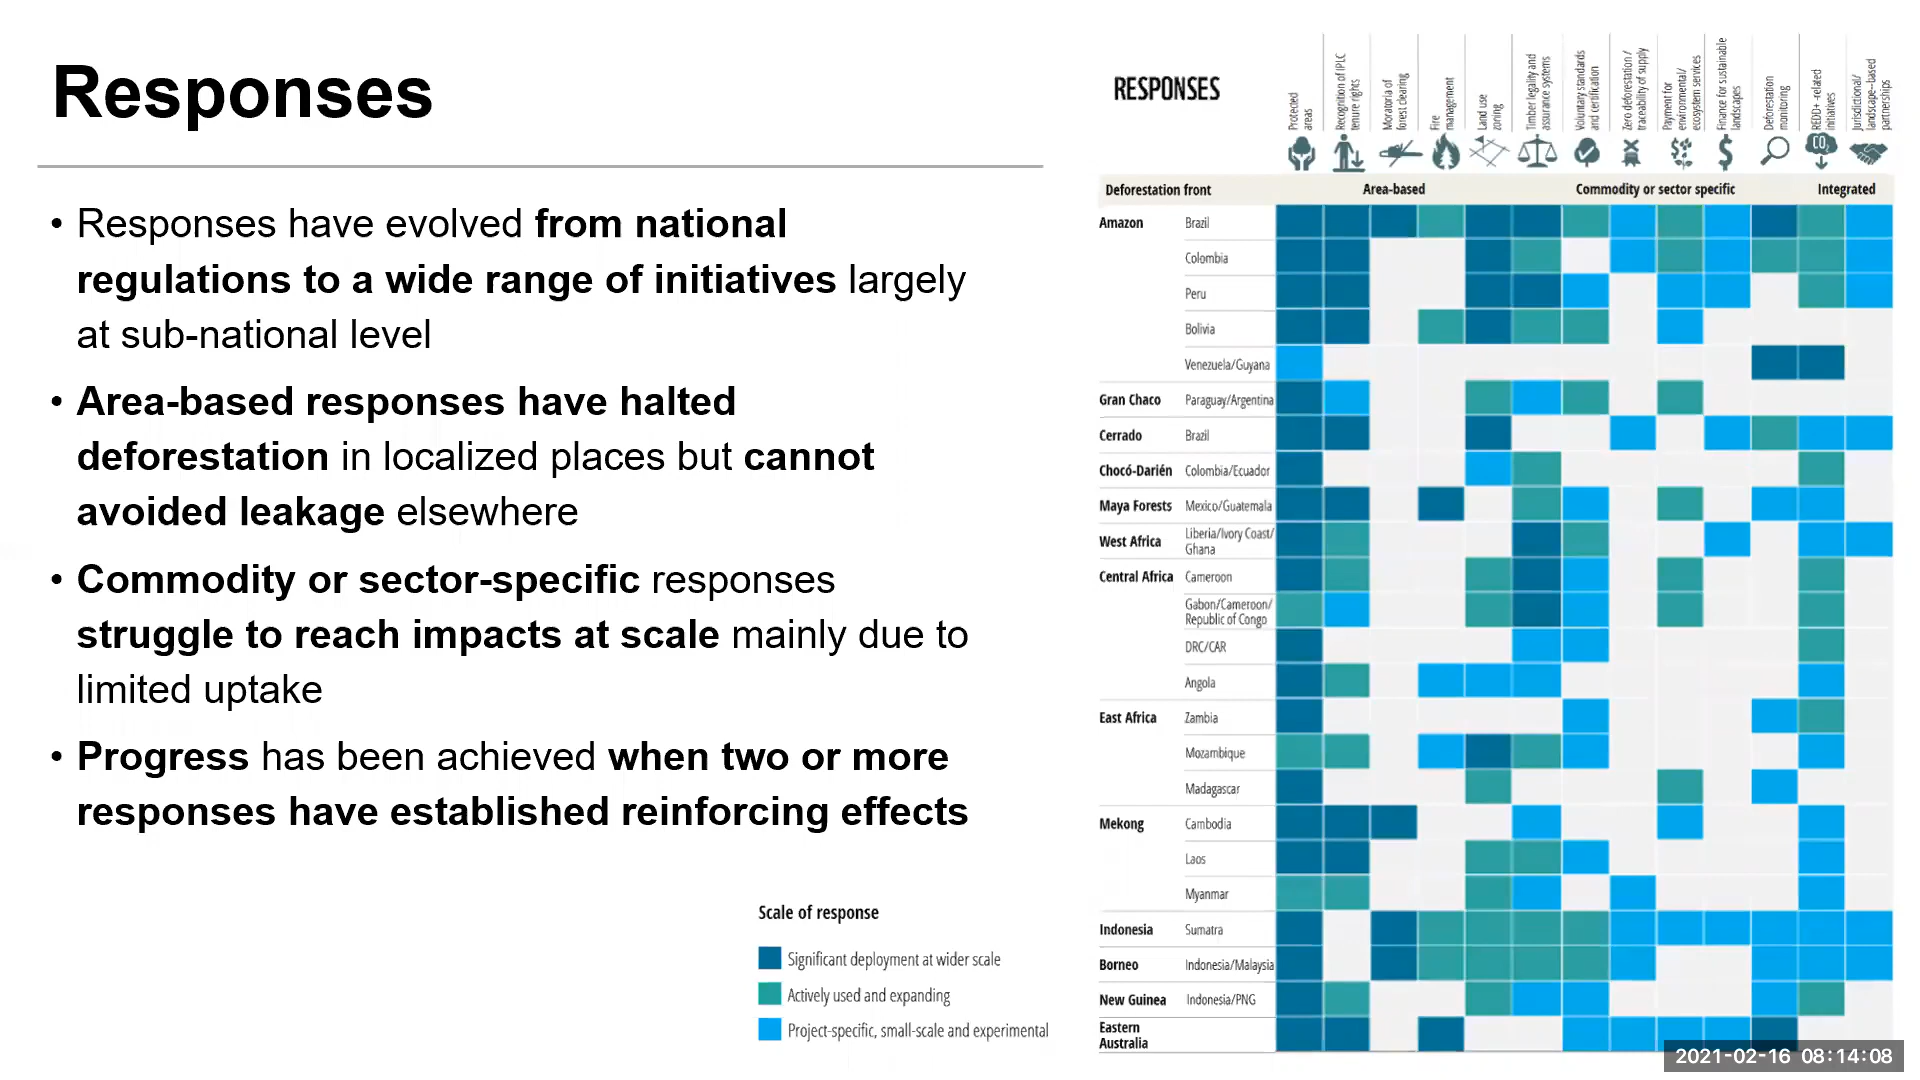 Responses
• Responses have evolved from national
regulations to a wide range of initiatives largely
at sub-national level
• Area-based responses have halted
deforestation in localized places but cannot
avoided leakage elsewhere
• Commodity or sector-specific responses
struggle to reach impacts at scale mainly due to
limited uptake
• Progress has been achieved when two or more
responses have established reinforcing effects
Scale of response
Significant deployment at wider scale
Actively used and expanding
Project-specific, small-scale and experimental
RESPONSES
Protected
areas
Recognition of IPLC
tenure rights
Moratoria of
forest clearing
Fire
management
Land use
zoning
Timber legality and
assurance systems
Voluntary standards
and certification
Zero deforestation /
traceability of supply
Payment for
environmental/
ecosystem services
Finance for sustainable
landscapes
Deforestation
monitoring
REDD+ -related
initiatives
Jurisdictional/
landscape–based
partnerships
CO2
Deforestation front Area-based Commodity or sector specific Integrated
Amazon Brazil
Colombia
Peru
Bolivia
Venezuela/Guyana
Gran Chaco Paraguay/Argentina
Cerrado Brazil
Chocó-Darién Colombia/Ecuador
Maya Forests Mexico/Guatemala
West Africa Liberia/Ivory Coast/
Ghana
Central Africa Cameroon
Gabon/Cameroon/
Republic of Congo
DRC/CAR
Angola
East Africa Zambia
Mozambique
Madagascar
Mekong Cambodia
Laos
Myanmar
Indonesia Sumatra
Borneo Indonesia/Malaysia
New Guinea Indonesia/PNG
Eastern
Australia
2021-02-16 08:14:08